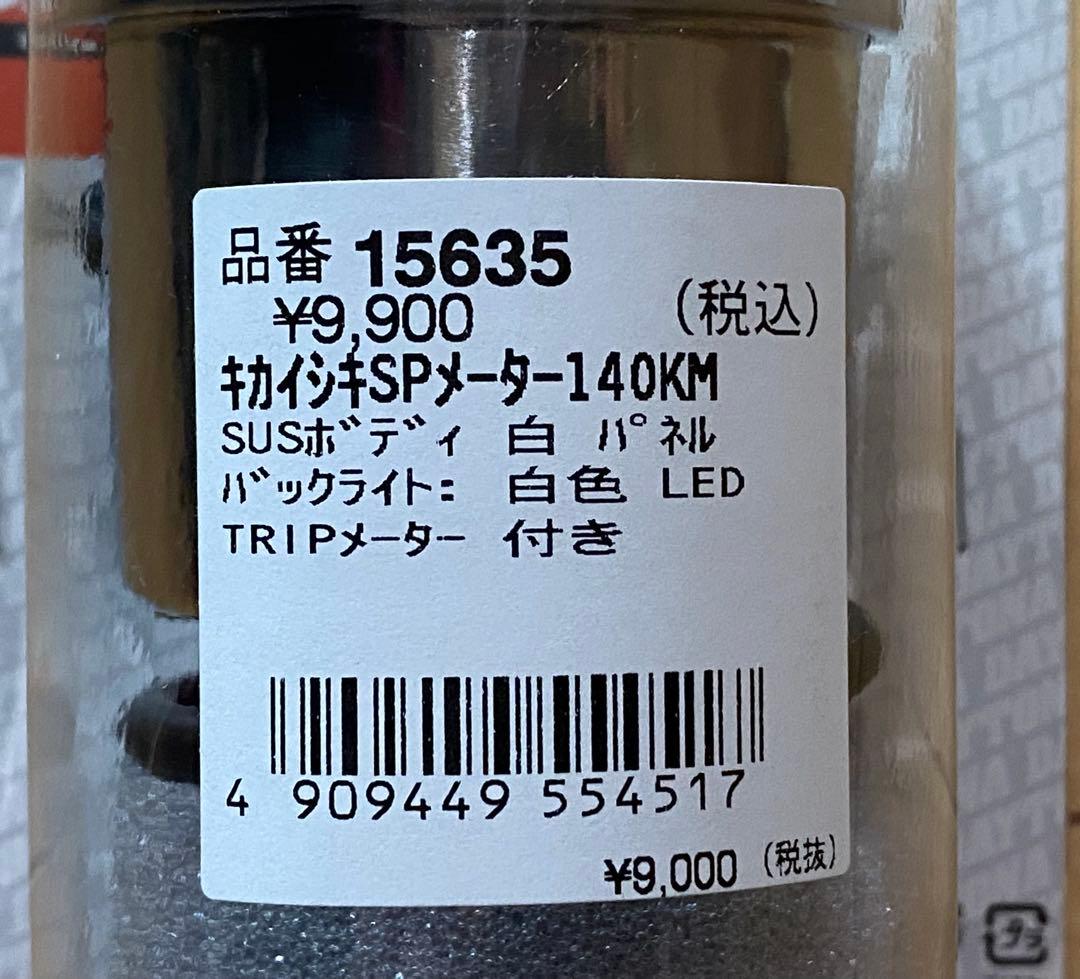 品番 15635
¥9,900 (税込)
ｷｶｲｼｷSPﾒｰﾀｰ140KM
SUSﾎﾞﾃﾞｨ 白 ﾊﾟﾈﾙ
ﾊﾞｯｸﾗｲﾄ: 白色 LED
TRIPﾒｰﾀｰ 付き
4 909449 554517
¥9,000 (税抜)
プラ